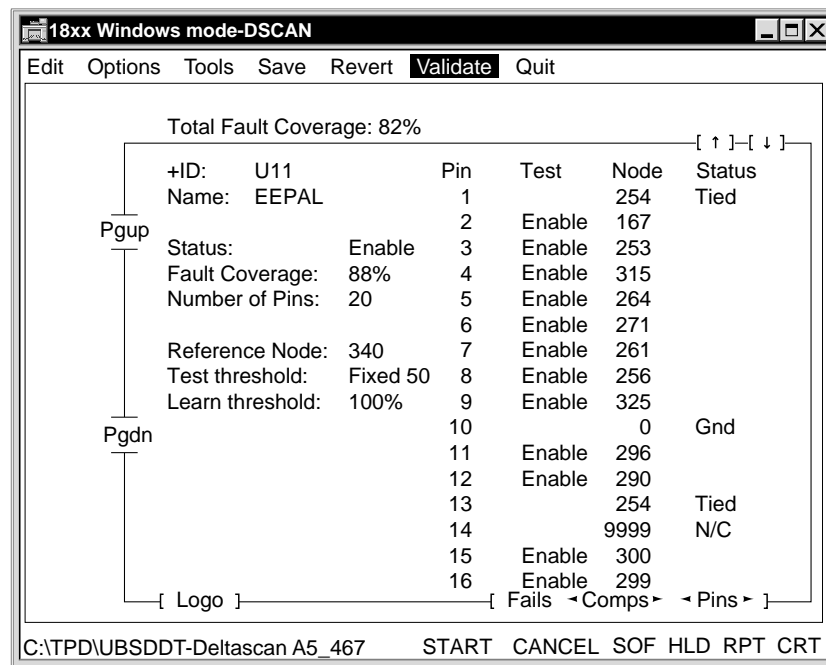 18xx Windows mode-DSCAN
Edit Options Tools Save Revert Validate Quit
Total Fault Coverage: 82%
[ ↑ ]–[ ↓ ]
+ID: U11 Pin Test Node Status
Name: EEPAL 1 254 Tied
Pgup 2 Enable 167
Status: Enable 3 Enable 253
Fault Coverage: 88% 4 Enable 315
Number of Pins: 20 5 Enable 264
6 Enable 271
Reference Node: 340 7 Enable 261
Test threshold: Fixed 50 8 Enable 256
Learn threshold: 100% 9 Enable 325
Pgdn 10 0 Gnd
11 Enable 296
12 Enable 290
13 254 Tied
14 9999 N/C
15 Enable 300
16 Enable 299
[ Logo ] [ Fails ◄Comps► ◄Pins► ]
C:\TPD\UBSDDT-Deltascan A5_467 START CANCEL SOF HLD RPT CRT